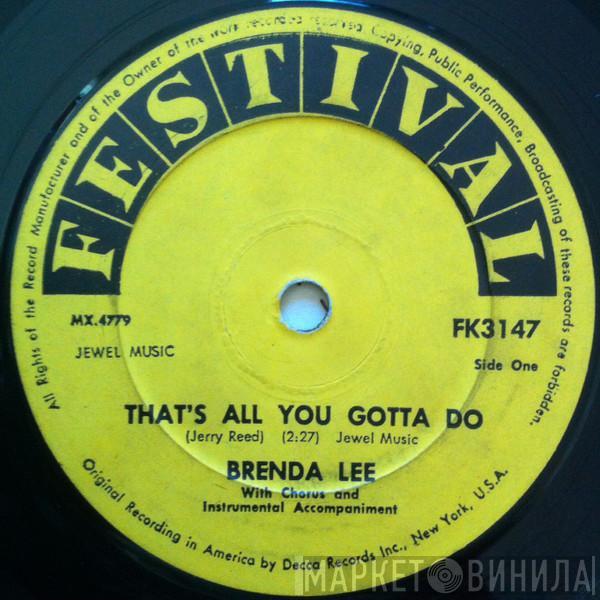 All Rights of the Record Manufacturer and of the Owner of the work recorded reserved. Copying, Public Performance, Broadcasting of these records are forbidden.
FESTIVAL
MX.4779
FK3147
JEWEL MUSIC
Side One
THAT'S ALL YOU GOTTA DO
(Jerry Reed) (2:27) Jewel Music
BRENDA LEE
With Chorus and
Instrumental Accompaniment
Original Recording in America by Decca Records Inc., New York, U.S.A.
МАРКЕТ ВИНИЛА